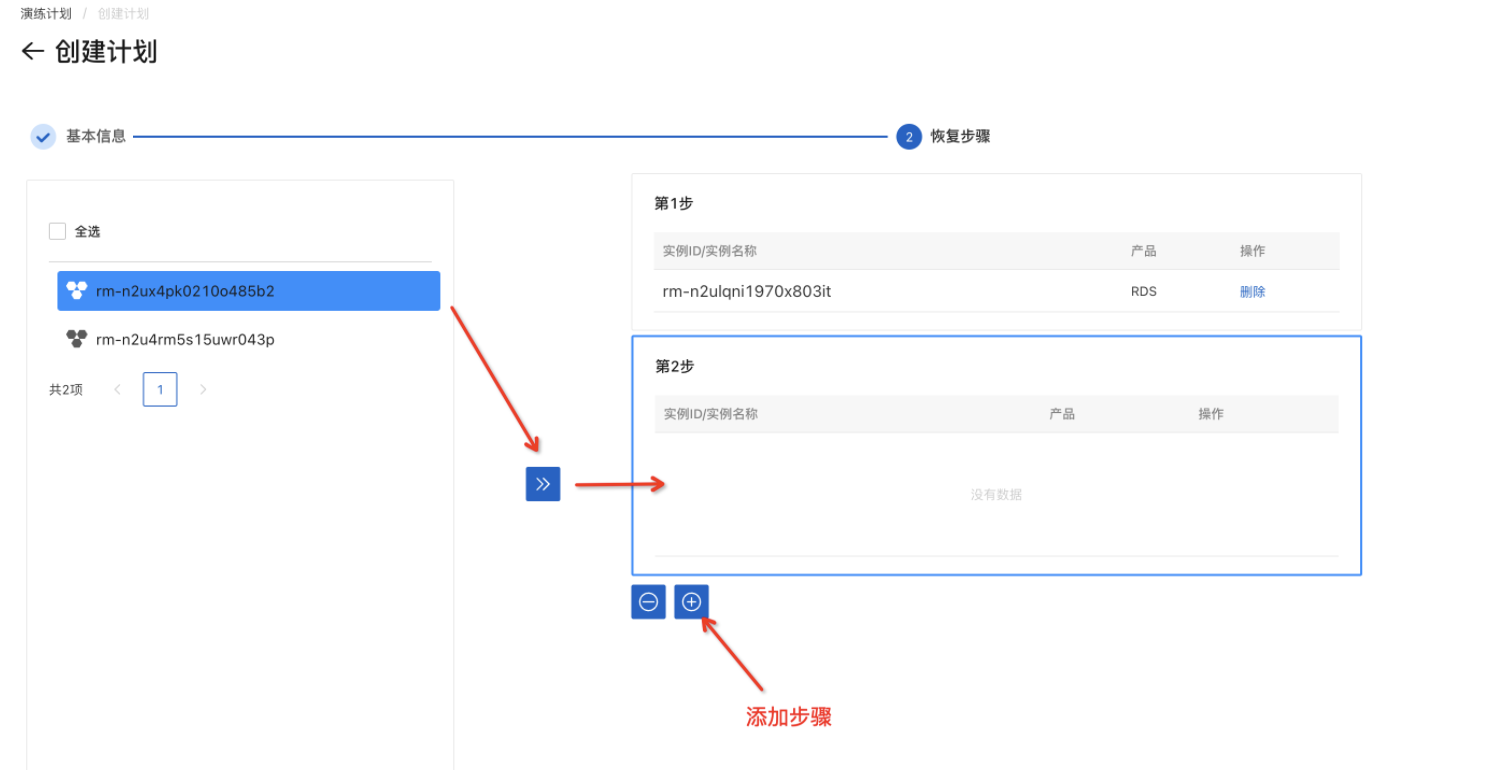 演练计划 / 创建计划
← 创建计划
基本信息
2 恢复步骤
全选
rm-n2ux4pk0210o485b2
rm-n2u4rm5s15uwr043p
共2项 < 1 >
第1步
实例ID/实例名称 产品 操作
rm-n2ulqni1970x803it RDS 删除
第2步
实例ID/实例名称 产品 操作
没有数据
添加步骤